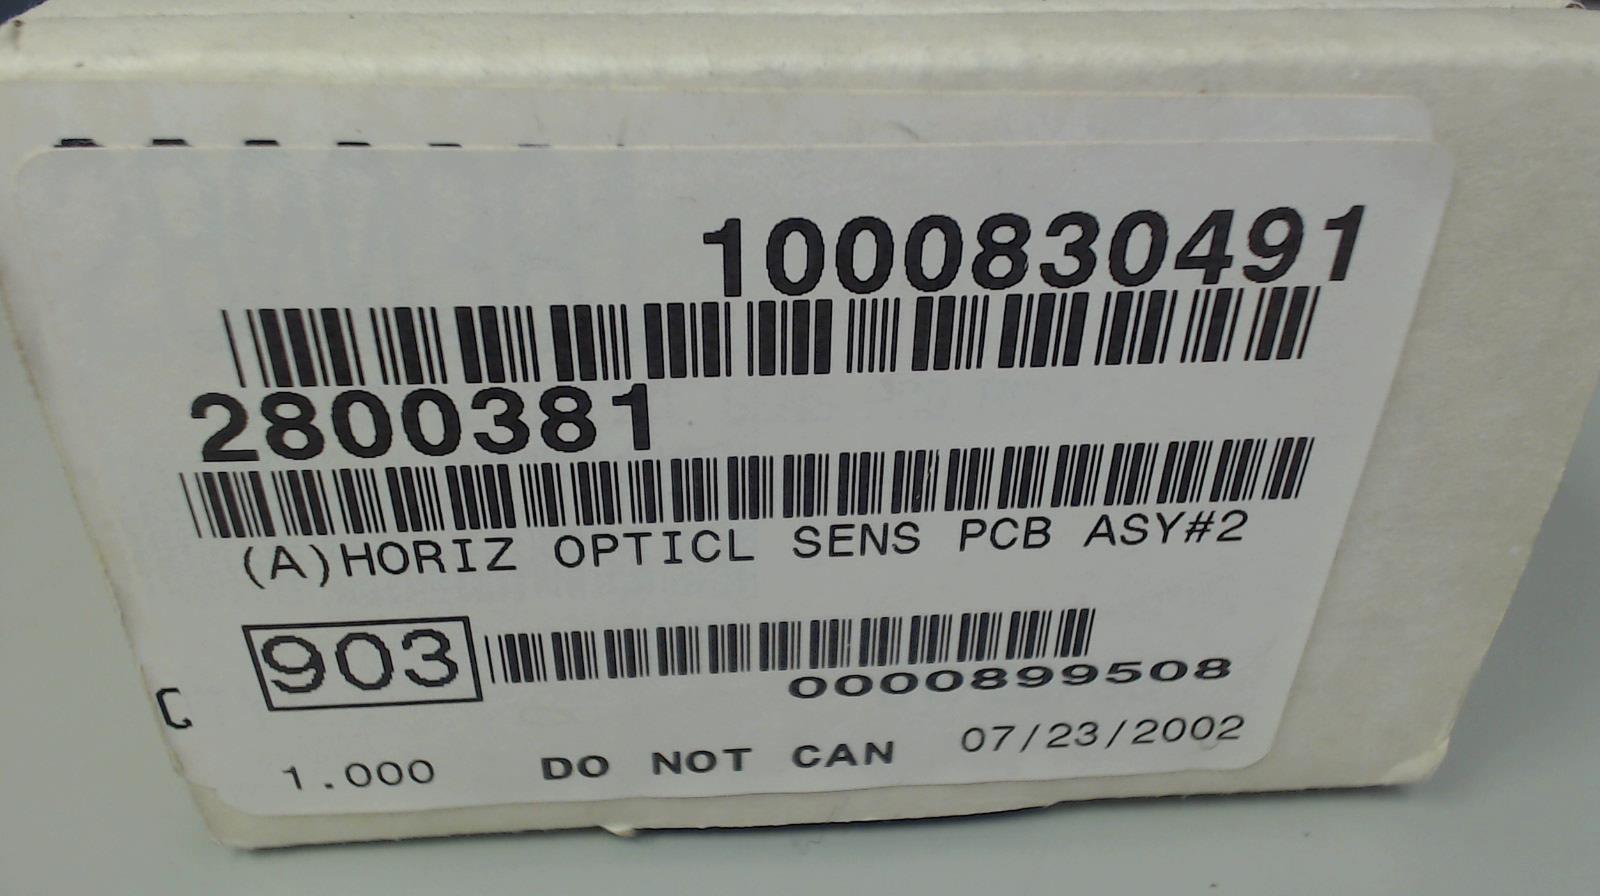 1000830491
2800381
(A)HORIZ OPTICL SENS PCB ASY#2
903
0000899508
1.000 DO NOT CAN 07/23/2002